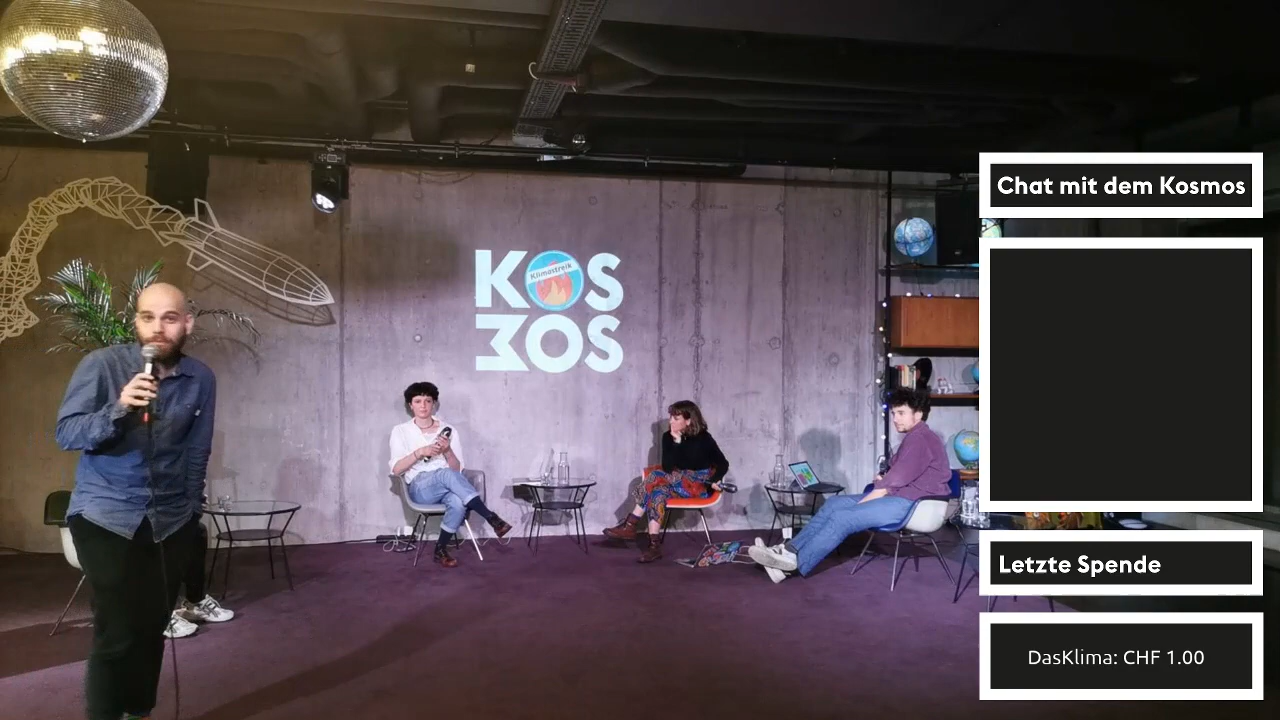 KOS
Klimastreik
MOS
Chat mit dem Kosmos
Letzte Spende
DasKlima: CHF 1.00